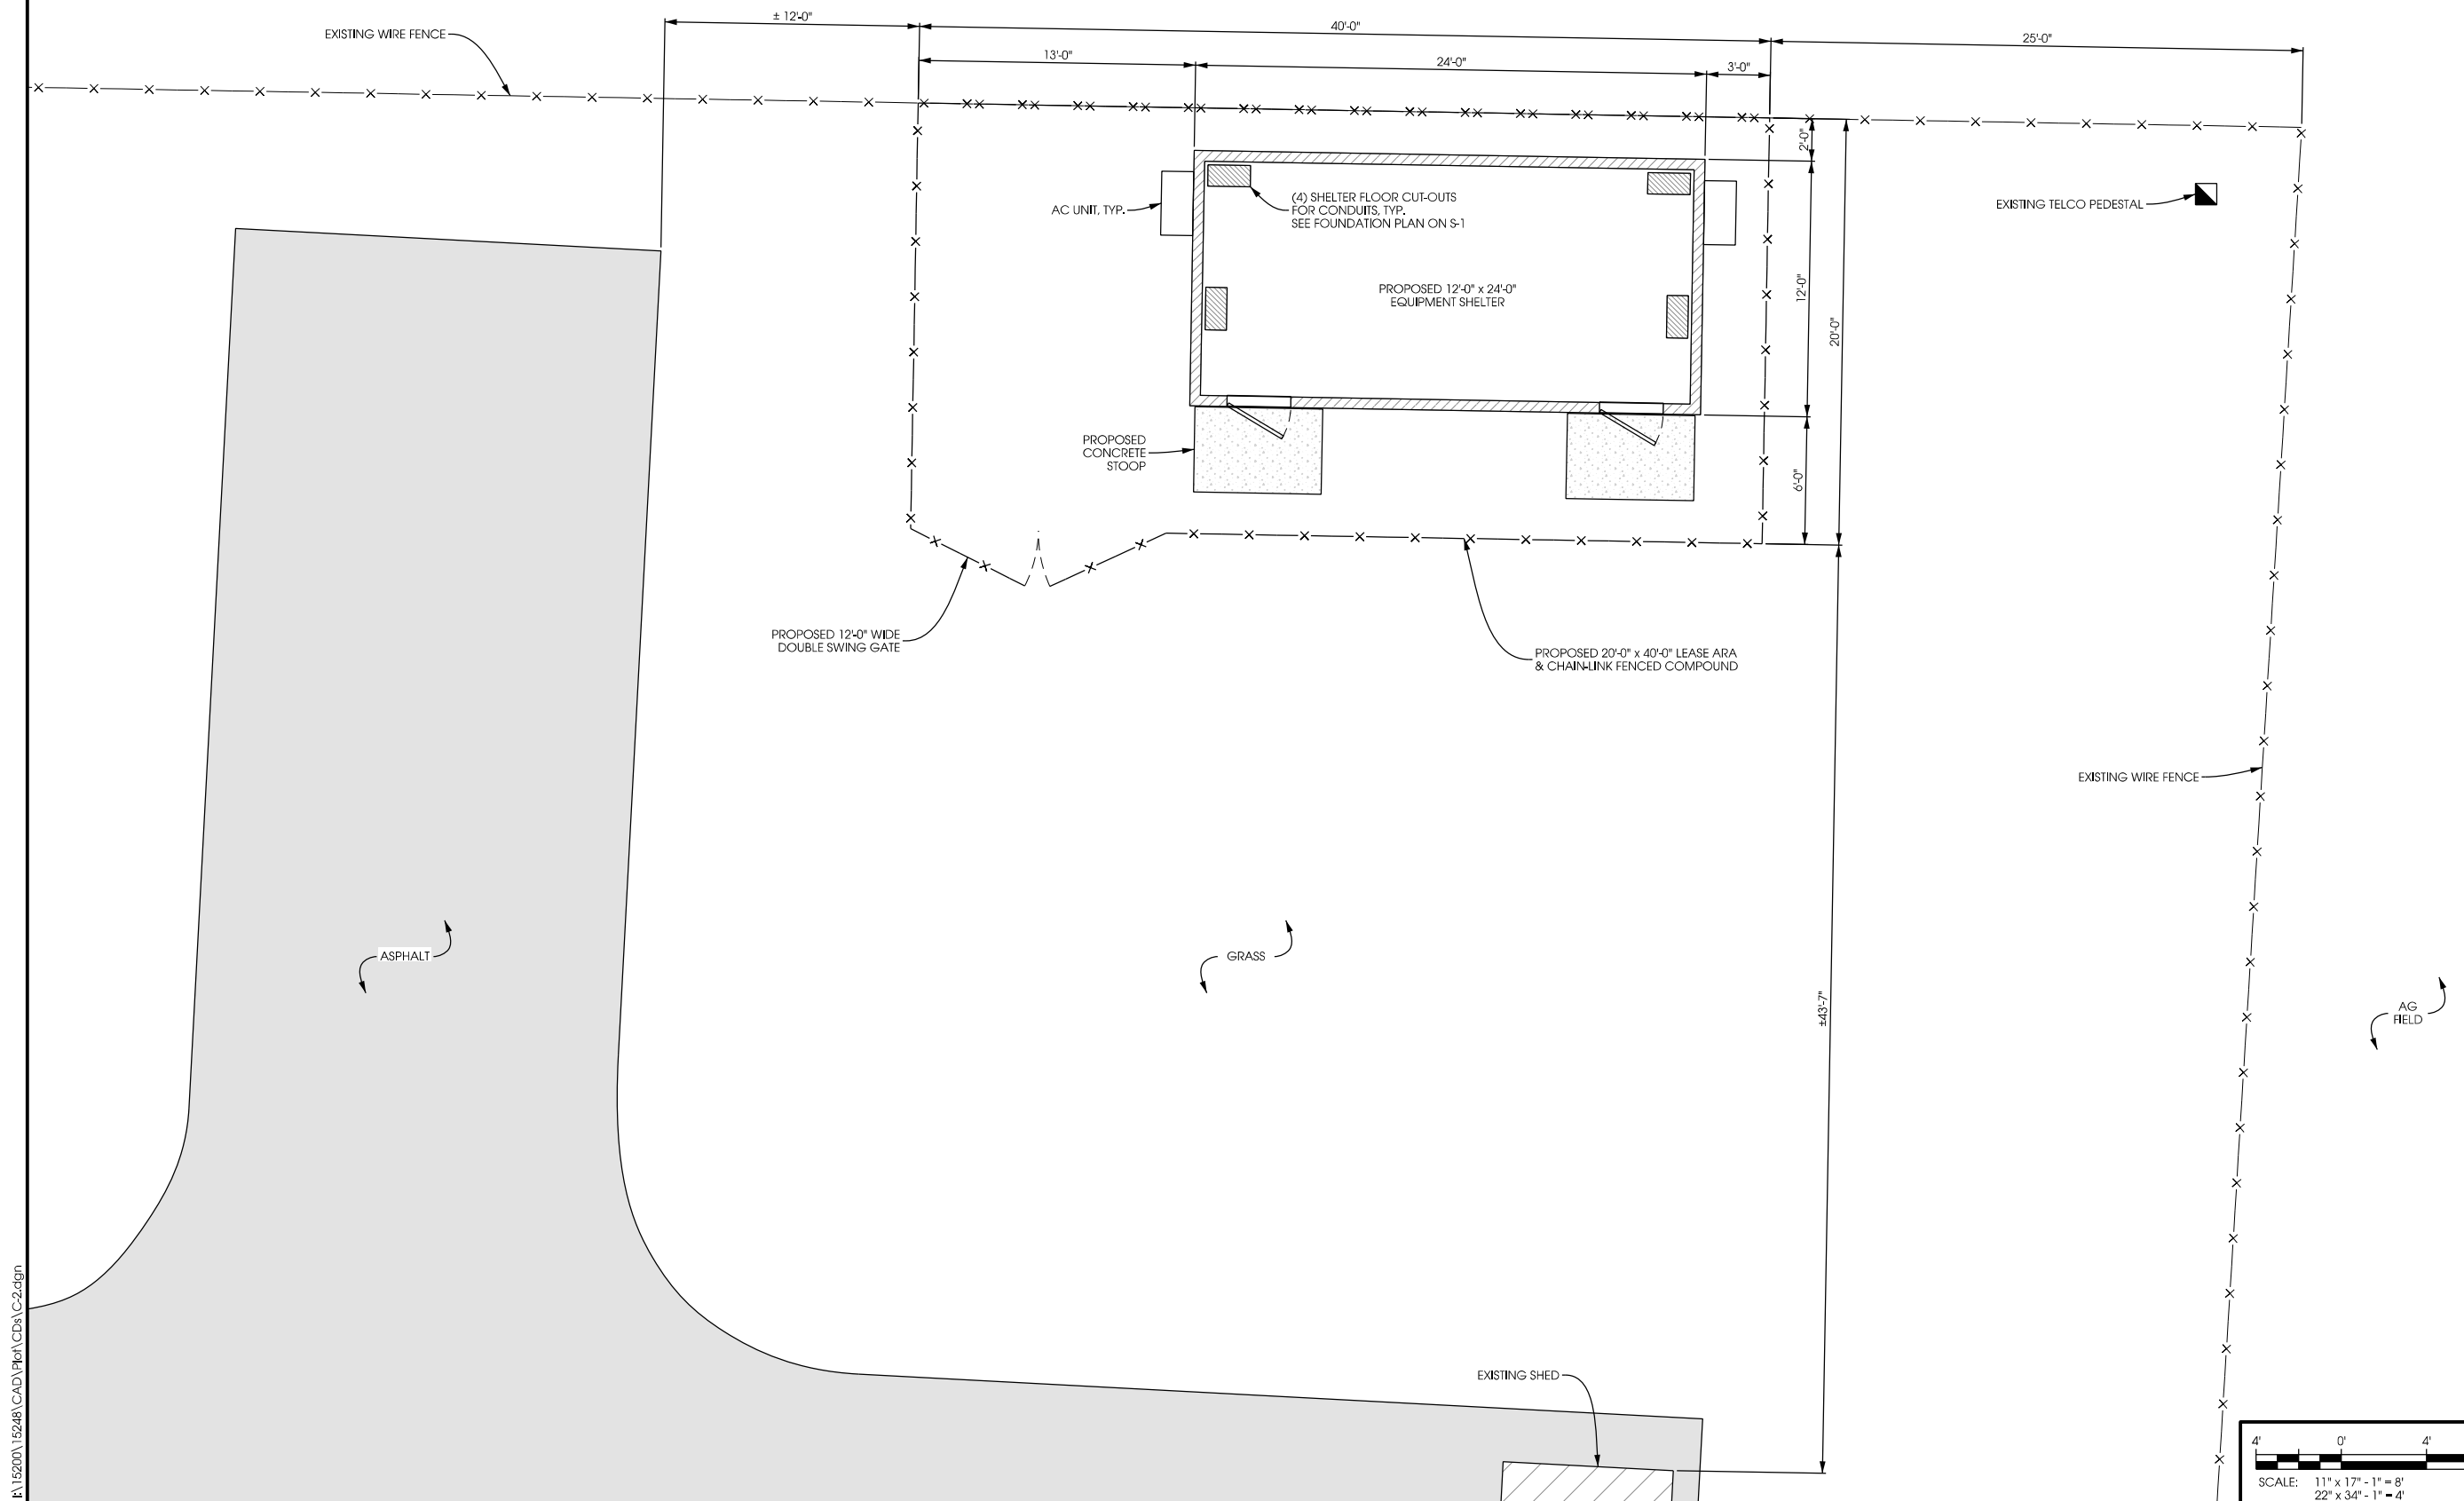 ± 12'-0"
40'-0"
25'-0"
EXISTING WIRE FENCE
13'-0"
24'-0"
3'-0"
2'-0"
AC UNIT, TYP.
(4) SHELTER FLOOR CUT-OUTS
FOR CONDUITS, TYP.
SEE FOUNDATION PLAN ON S-1
EXISTING TELCO PEDESTAL
PROPOSED 12'-0" x 24'-0"
EQUIPMENT SHELTER
12'-0"
20'-0"
PROPOSED
CONCRETE
STOOP
6'-0"
PROPOSED 12'-0" WIDE
DOUBLE SWING GATE
PROPOSED 20'-0" x 40'-0" LEASE ARA
& CHAIN-LINK FENCED COMPOUND
EXISTING WIRE FENCE
ASPHALT
GRASS
±43'-7"
AG
FIELD
EXISTING SHED
I:\15200\15248\CAD\Plot\CDs\C-2.dgn
4' 0' 4'
SCALE: 11" x 17" - 1" = 8'
22" x 34" - 1" = 4'